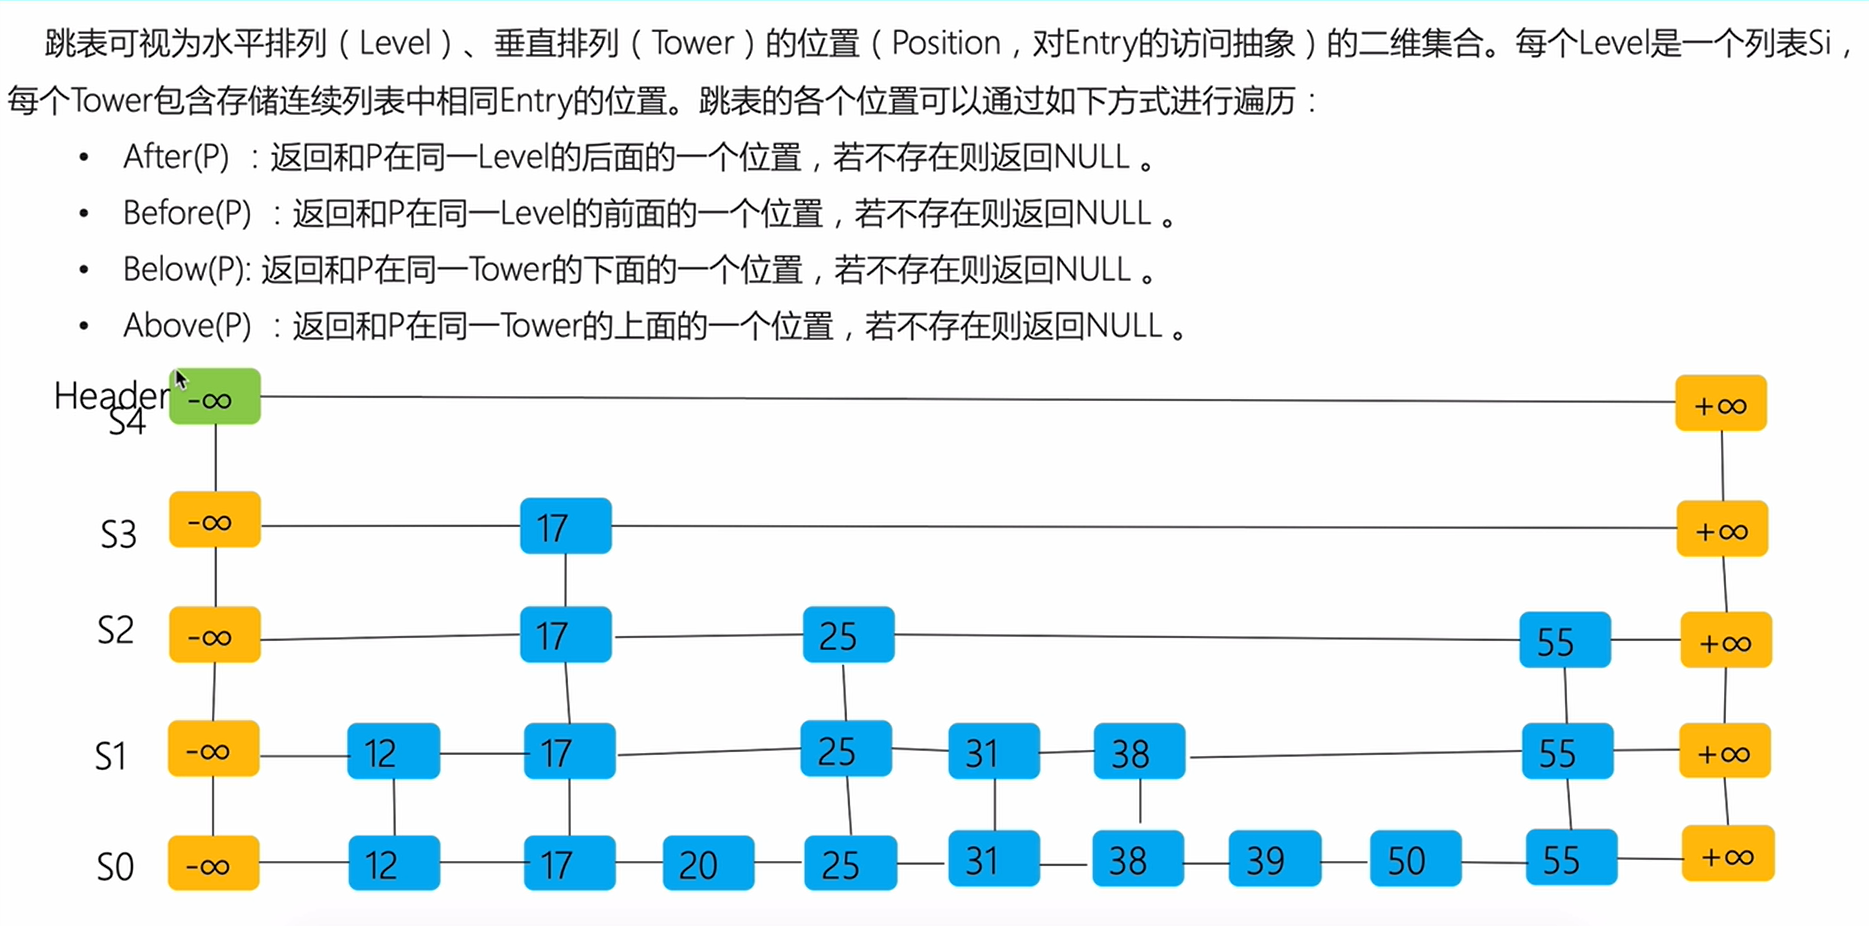 跳表可视为水平排列（Level）、垂直排列（Tower）的位置（Position，对Entry的访问抽象）的二维集合。每个Level是一个列表Si，
每个Tower包含存储连续列表中相同Entry的位置。跳表的各个位置可以通过如下方式进行遍历：
• After(P) ：返回和P在同一Level的后面的一个位置，若不存在则返回NULL 。
• Before(P) ：返回和P在同一Level的前面的一个位置，若不存在则返回NULL 。
• Below(P): 返回和P在同一Tower的下面的一个位置，若不存在则返回NULL 。
• Above(P) ：返回和P在同一Tower的上面的一个位置，若不存在则返回NULL 。
Header -∞ +∞
S4
S3 -∞ 17 +∞
S2 -∞ 17 25 55 +∞
S1 -∞ 12 17 25 31 38 55 +∞
S0 -∞ 12 17 20 25 31 38 39 50 55 +∞